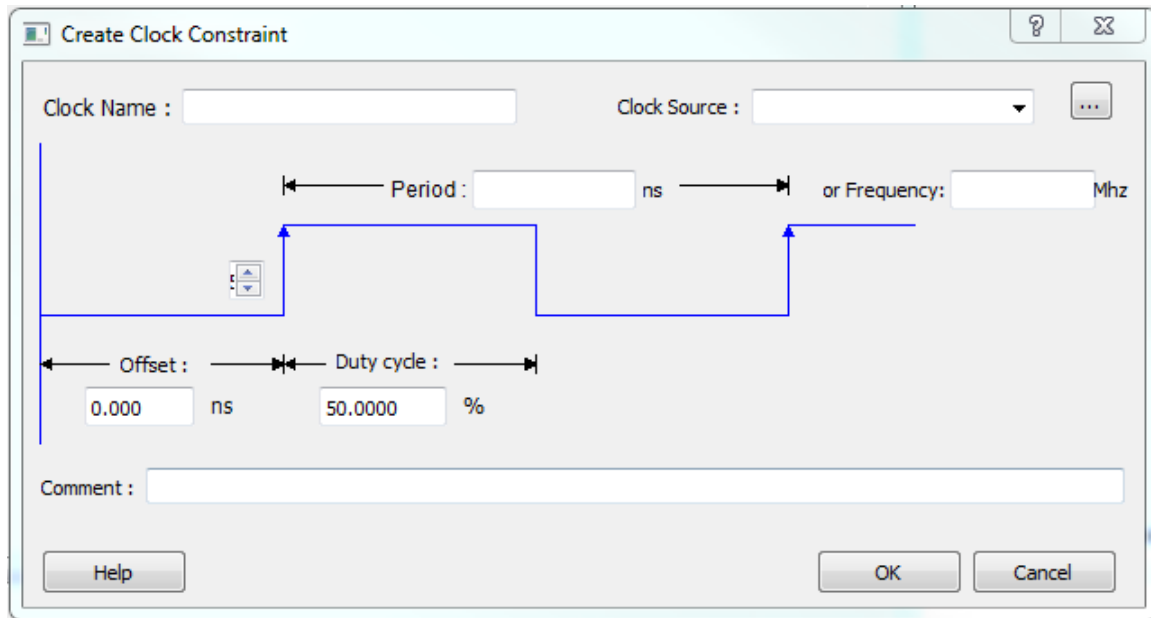 Create Clock Constraint
Clock Name :
Clock Source :
...
Period :
ns
or Frequency:
Mhz
Offset :
Duty cycle :
0.000
ns
50.0000
%
Comment :
Help
OK
Cancel